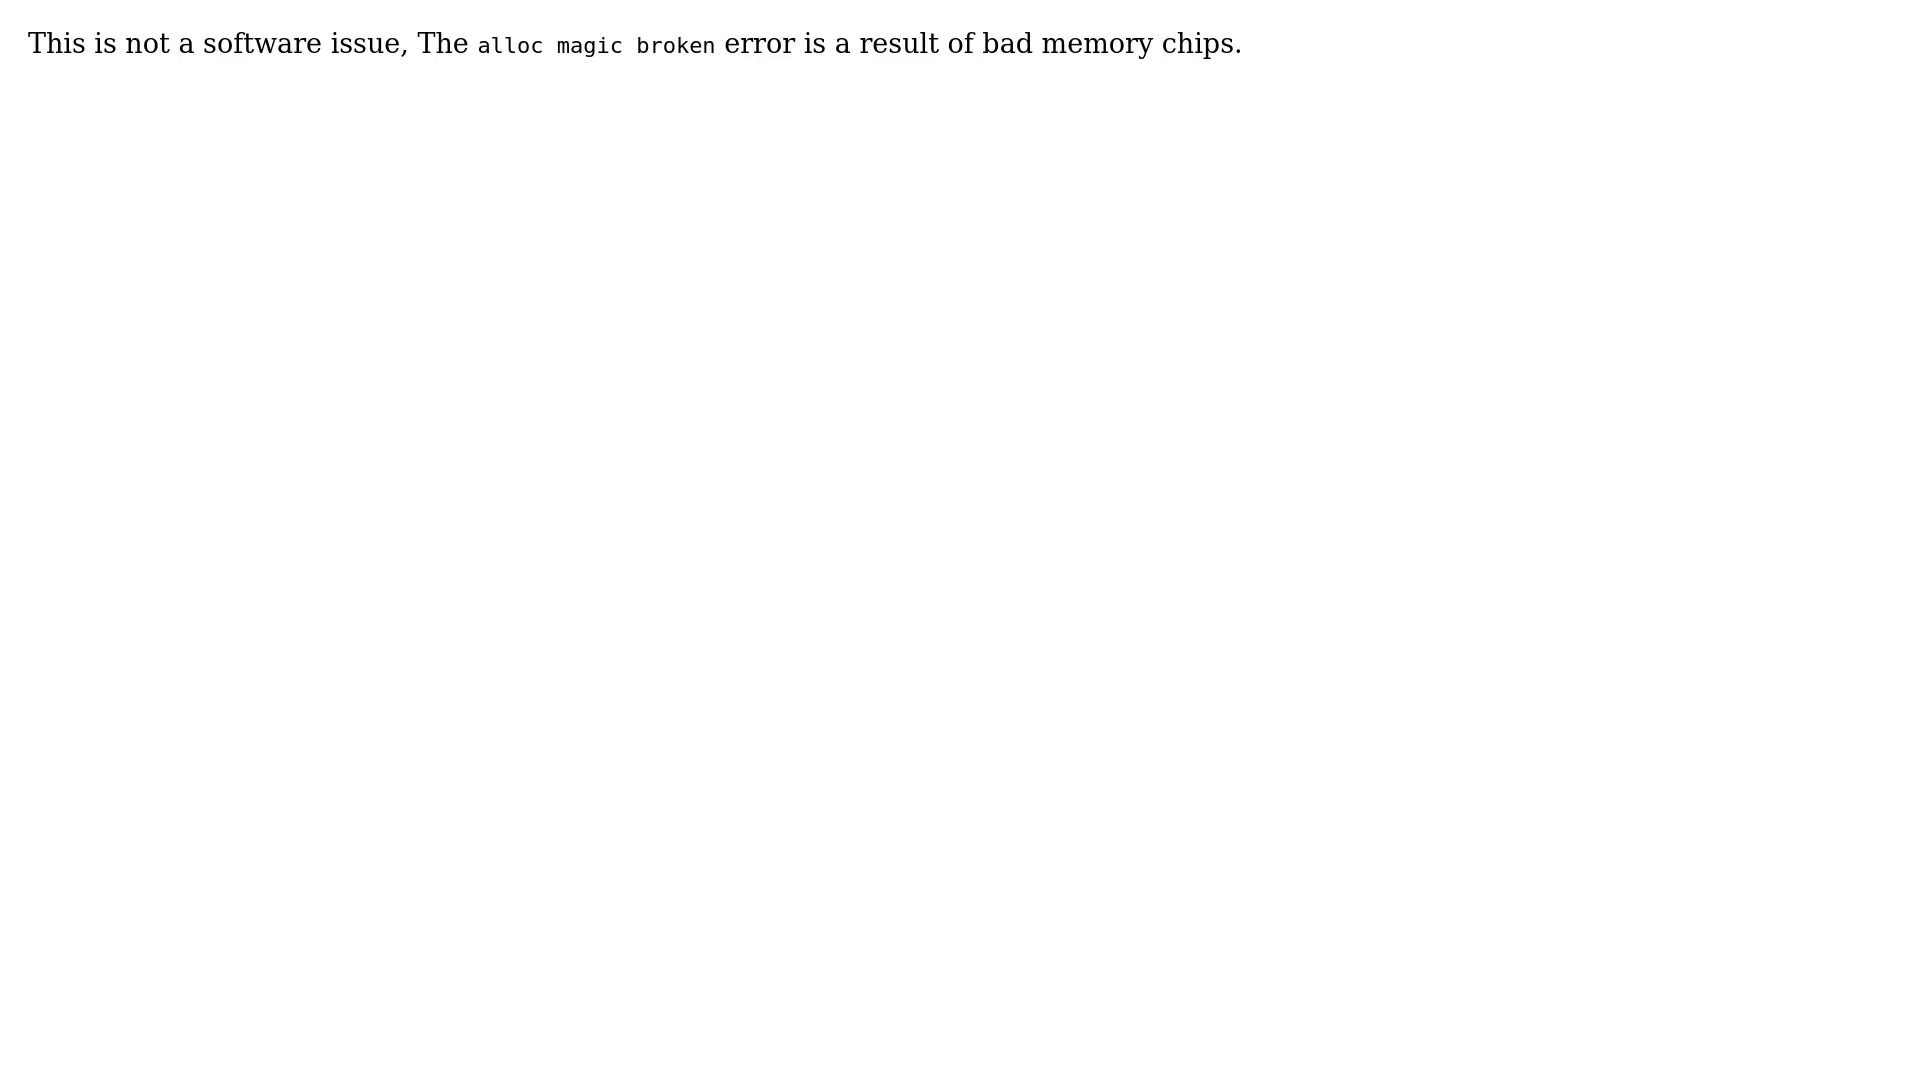 This is not a software issue, The alloc magic broken error is a result of bad memory chips.